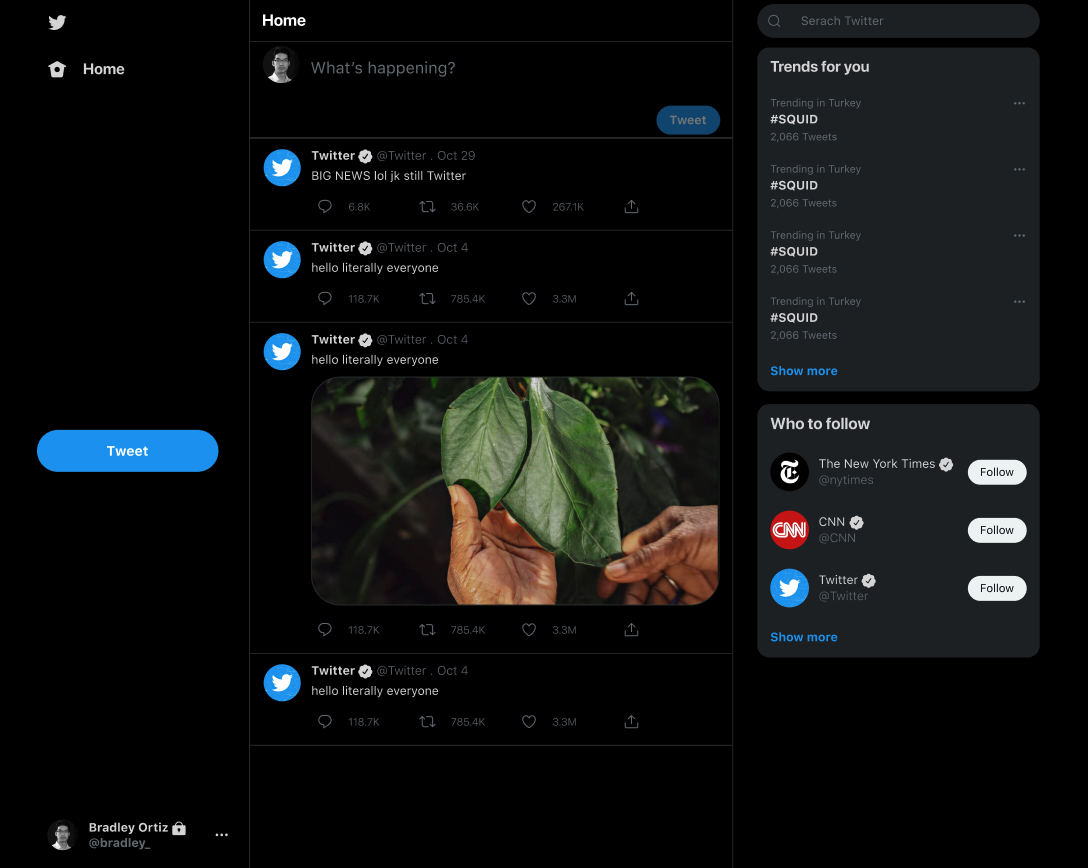 Home
Tweet
Bradley Ortiz
@bradley_
Home
What's happening?
Tweet
Twitter @Twitter . Oct 29
BIG NEWS lol jk still Twitter
6.8K 36.6K 267.1K
Twitter @Twitter . Oct 4
hello literally everyone
118.7K 785.4K 3.3M
Twitter @Twitter . Oct 4
hello literally everyone
118.7K 785.4K 3.3M
Twitter @Twitter . Oct 4
hello literally everyone
118.7K 785.4K 3.3M
Serach Twitter
Trends for you
Trending in Turkey
#SQUID
2,066 Tweets
Trending in Turkey
#SQUID
2,066 Tweets
Trending in Turkey
#SQUID
2,066 Tweets
Trending in Turkey
#SQUID
2,066 Tweets
Show more
Who to follow
The New York Times
@nytimes
Follow
CNN
CNN
@CNN
Follow
Twitter
@Twitter
Follow
Show more